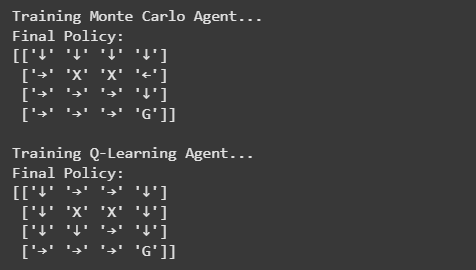 Training Monte Carlo Agent...
Final Policy:
[['↓' '↓' '↓' '↓']
['→' 'X' 'X' '←']
['→' '→' '→' '↓']
['→' '→' '→' 'G']]
Training Q-Learning Agent...
Final Policy:
[['↓' '→' '→' '↓']
['↓' 'X' 'X' '↓']
['↓' '↓' '→' '↓']
['→' '→' '→' 'G']]